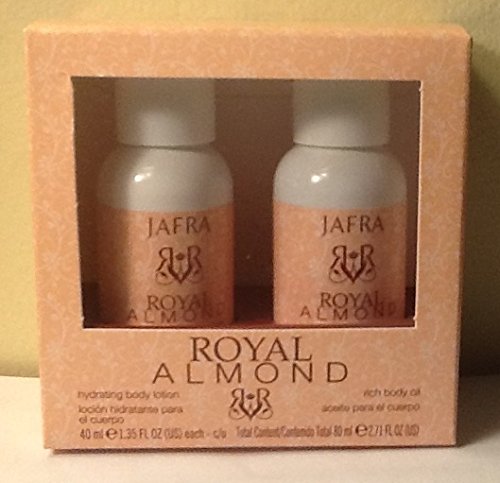 JAFRA
ROYAL
ALMOND
JAFRA
ROYAL
ALMOND
ROYAL
ALMOND
hydrating body lotion
loción hidratante para
el cuerpo
rich body oil
aceite para el cuerpo
40 ml e 1.35 FL OZ (US) each - c/u Total Content/Contenido Total 80 ml e 2.71 FL OZ (US)